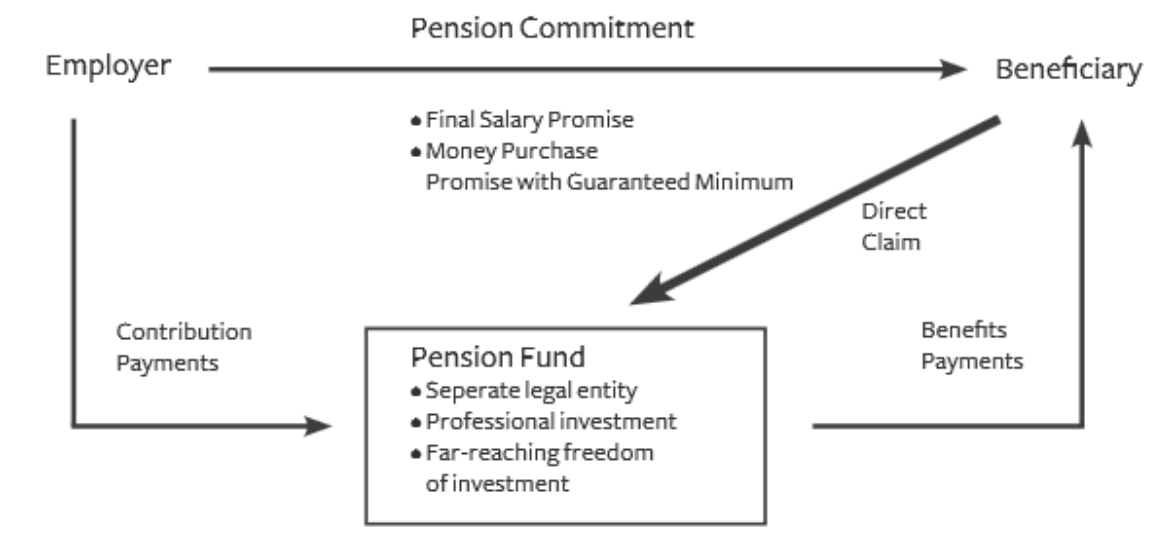 Pension Commitment
Employer
Beneficiary
• Final Salary Promise
• Money Purchase
Promise with Guaranteed Minimum
Direct
Claim
Contribution
Payments
Benefits
Payments
Pension Fund
• Seperate legal entity
• Professional investment
• Far-reaching freedom
of investment